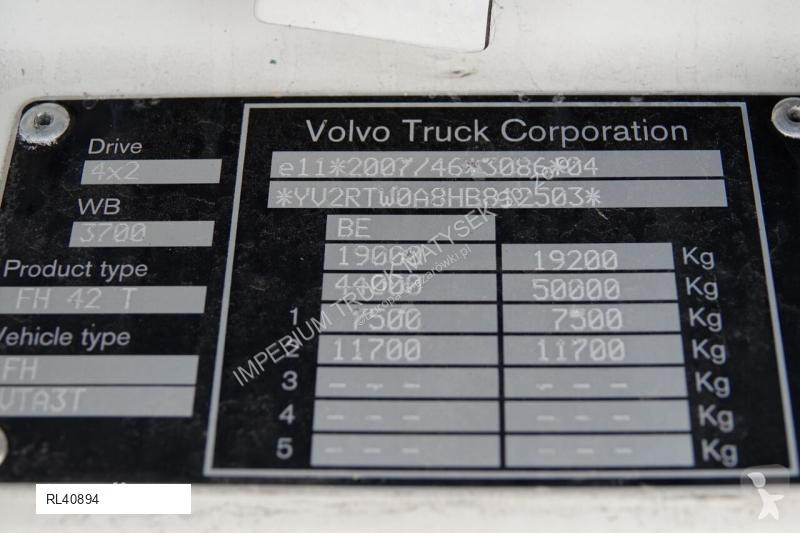 Volvo Truck Corporation
Drive
4x2
WB
3700
Product type
FH 42 T
Vehicle type
FH
VTA3T
e11*2007/46*3086*04
BE
19200 Kg
50000 Kg
1 7500 7500 Kg
2 11700 11700 Kg
3 - - - - - - Kg
4 - - - - - - Kg
5 - - - - - - Kg
IMPERIUM TRUCK MATYSEK
RL40894